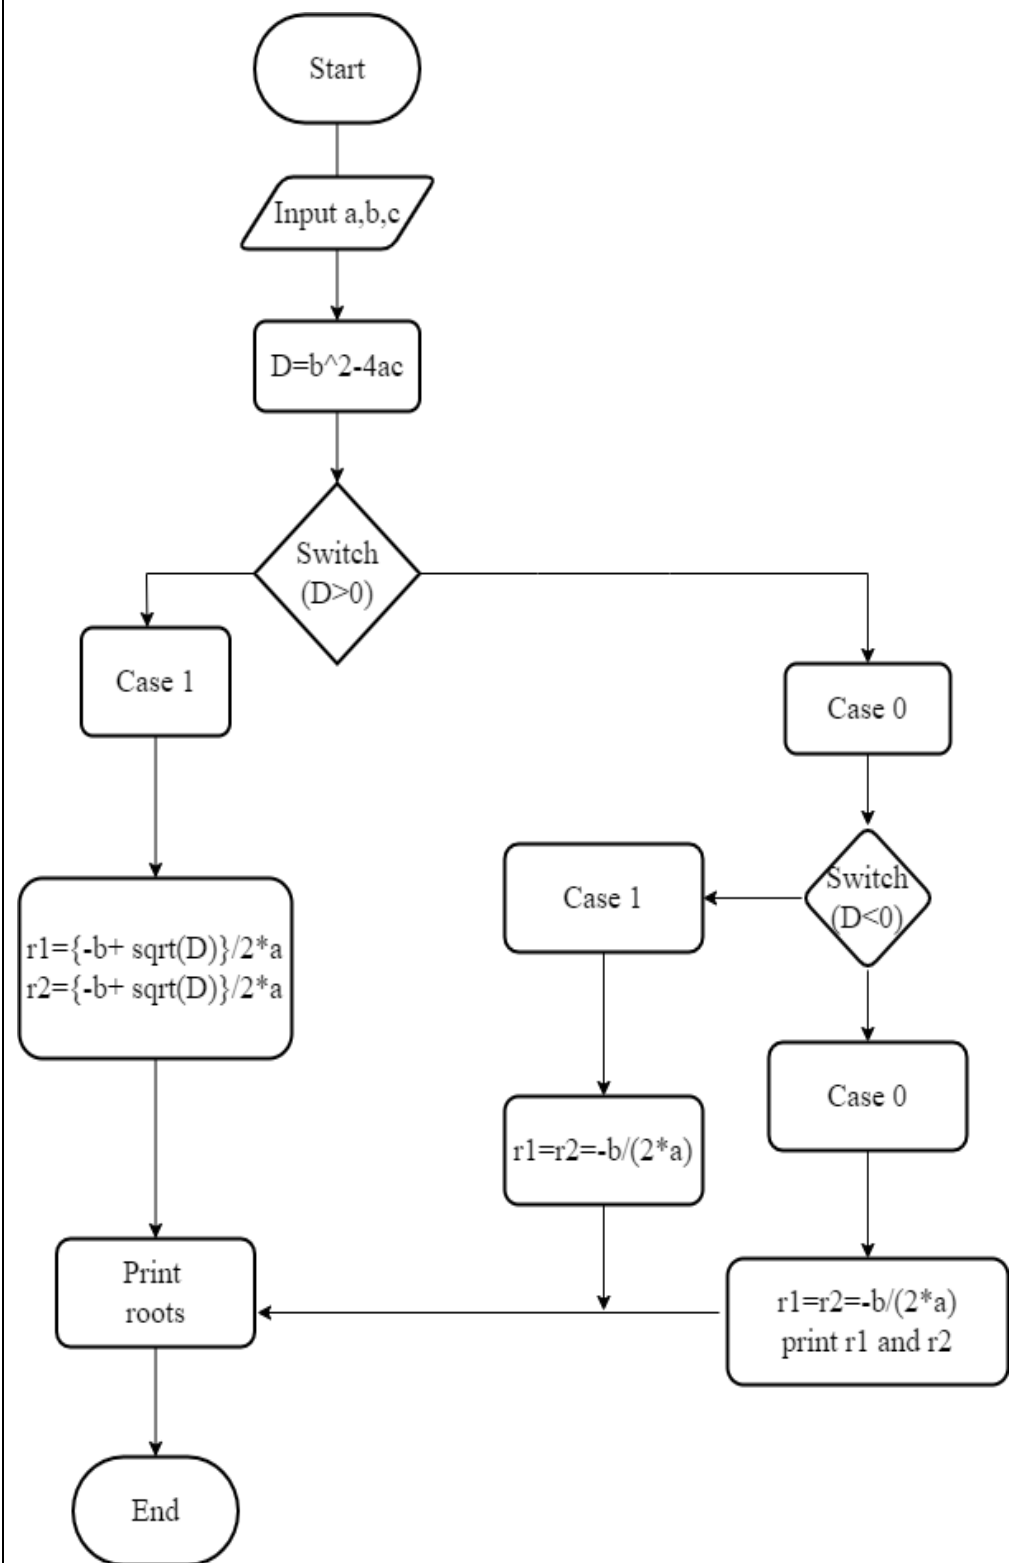 Start
Input a,b,c
D=b^2-4ac
Switch
(D>0)
Case 1
Case 0
Switch
(D<0)
Case 1
Case 0
r1={-b+ sqrt(D)}/2*a
r2={-b+ sqrt(D)}/2*a
r1=r2=-b/(2*a)
Print
roots
r1=r2=-b/(2*a)
print r1 and r2
End